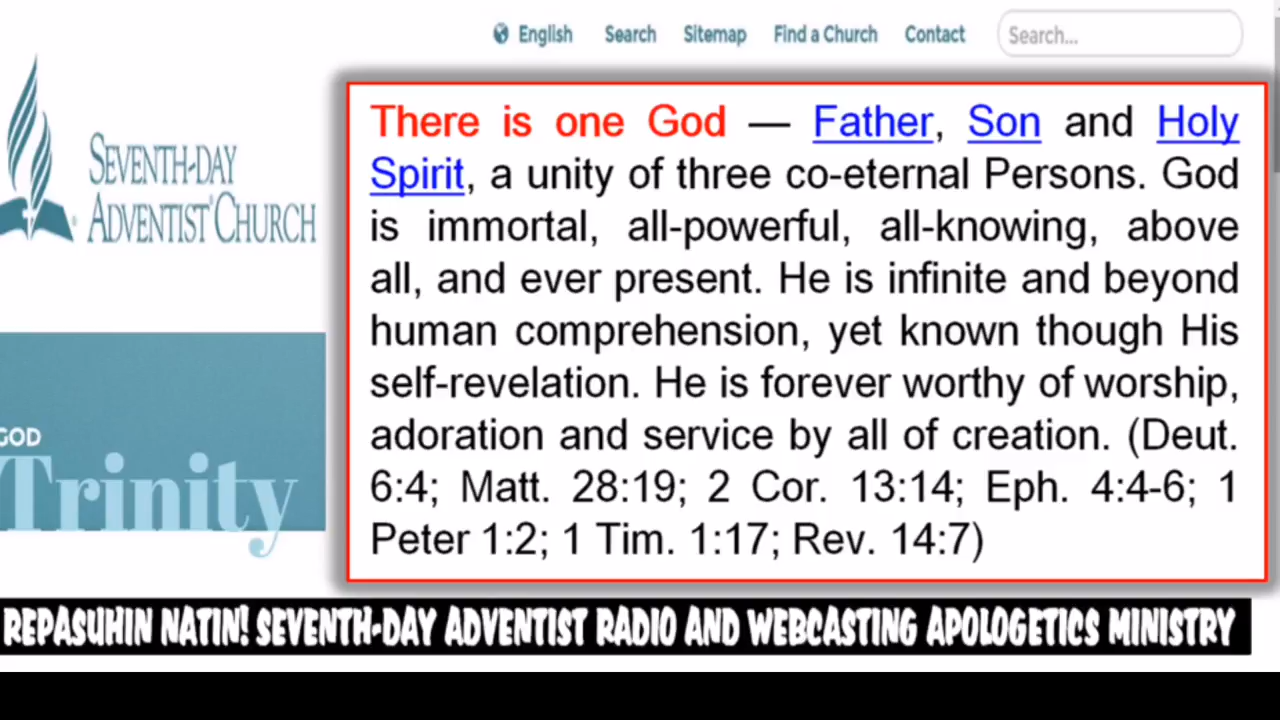 English Search Sitemap Find a Church Contact Search...
SEVENTH-DAY
ADVENTIST CHURCH
There is one God — Father, Son and Holy
Spirit, a unity of three co-eternal Persons. God
is immortal, all-powerful, all-knowing, above
all, and ever present. He is infinite and beyond
human comprehension, yet known though His
self-revelation. He is forever worthy of worship,
adoration and service by all of creation. (Deut.
6:4; Matt. 28:19; 2 Cor. 13:14; Eph. 4:4-6; 1
Peter 1:2; 1 Tim. 1:17; Rev. 14:7)
GOD
Trinity
REPASUHIN NATIN! SEVENTH-DAY ADVENTIST RADIO AND WEBCASTING APOLOGETICS MINISTRY